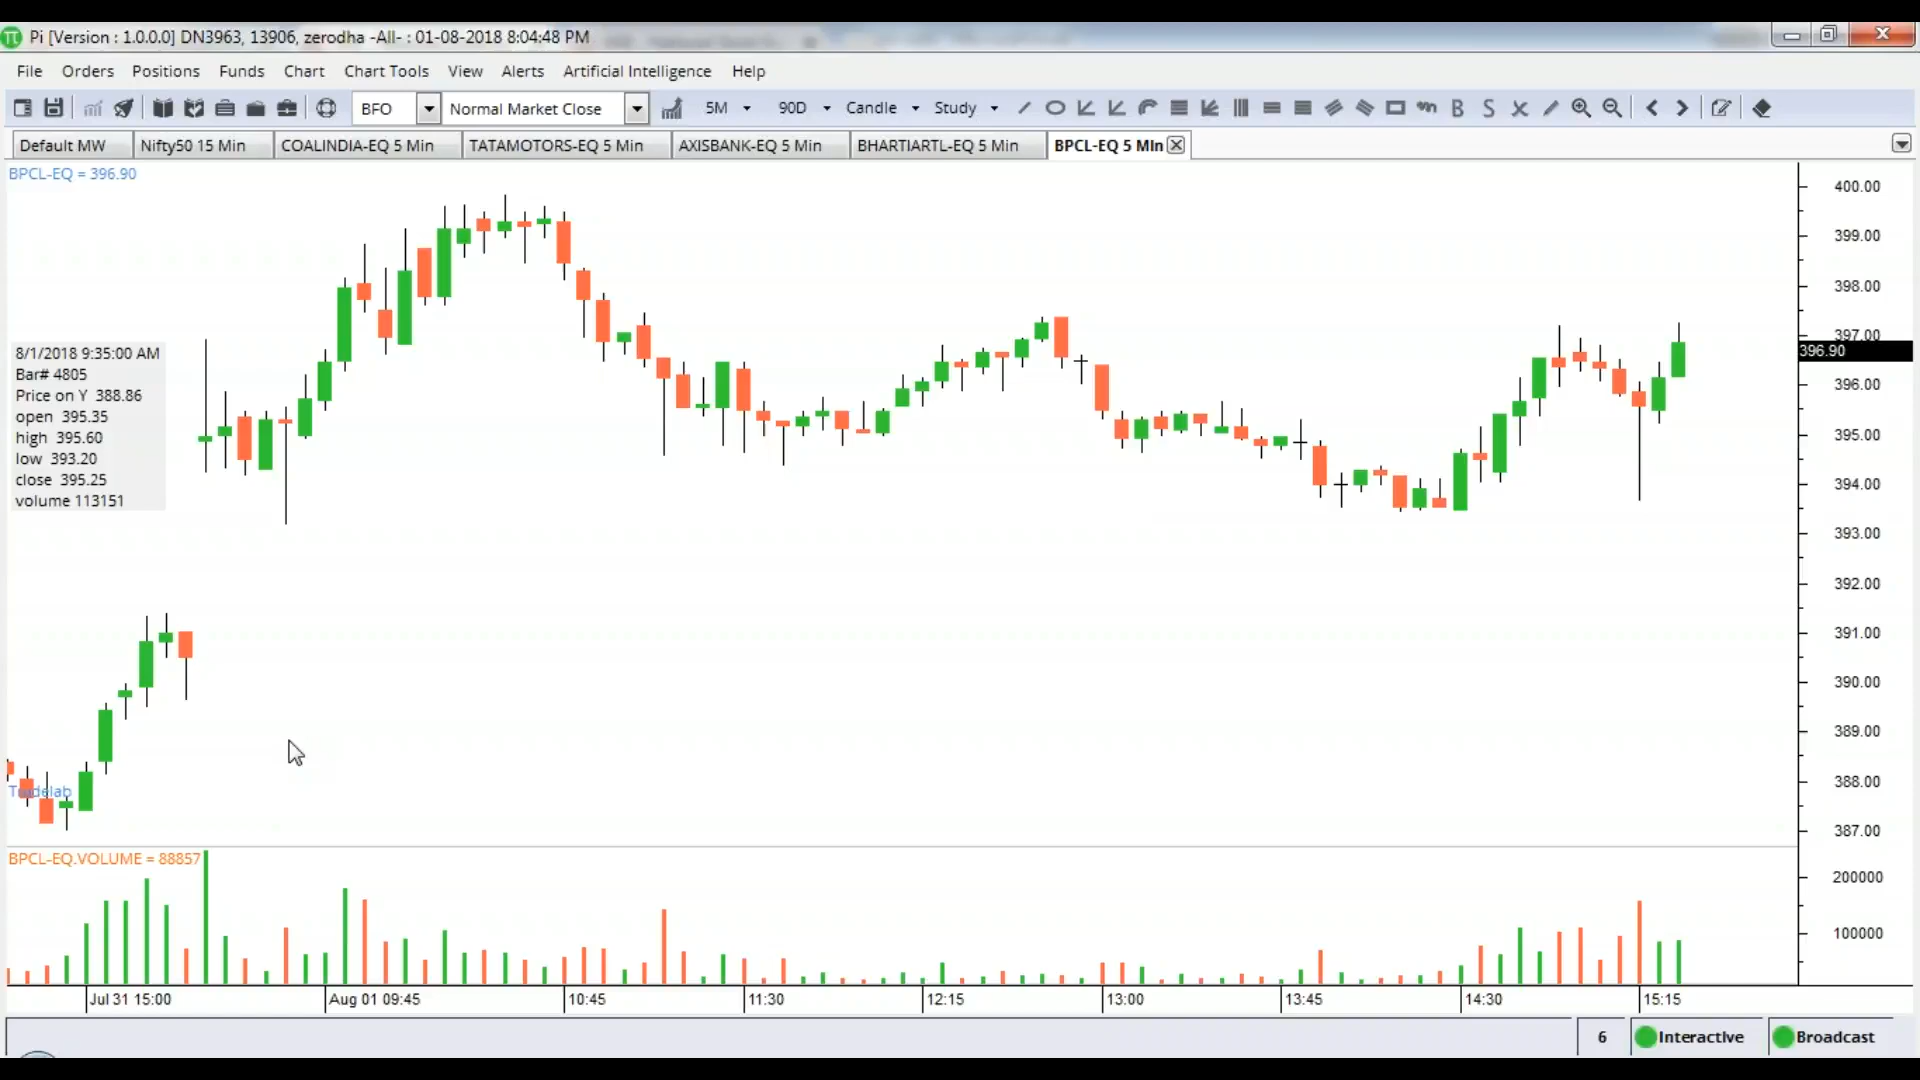 Pi [Version : 1.0.0.0] DN3963, 13906, zerodha -All- : 01-08-2018 8:04:48 PM
File Orders Positions Funds Chart Chart Tools View Alerts Artificial Intelligence Help
BFO Normal Market Close 5M 90D Candle Study B S
Default MW Nifty50 15 Min COALINDIA-EQ 5 Min TATAMOTORS-EQ 5 Min AXISBANK-EQ 5 Min BHARTIARTL-EQ 5 Min BPCL-EQ 5 MIn
BPCL-EQ = 396.90
400.00
399.00
398.00
397.00
396.90
396.00
395.00
394.00
393.00
392.00
391.00
390.00
389.00
388.00
387.00
8/1/2018 9:35:00 AM
Bar# 4805
Price on Y 388.86
open 395.35
high 395.60
low 393.20
close 395.25
volume 113151
Tradelab
BPCL-EQ.VOLUME = 88857
200000
100000
Jul 31 15:00 Aug 01 09:45 10:45 11:30 12:15 13:00 13:45 14:30 15:15
6 Interactive Broadcast